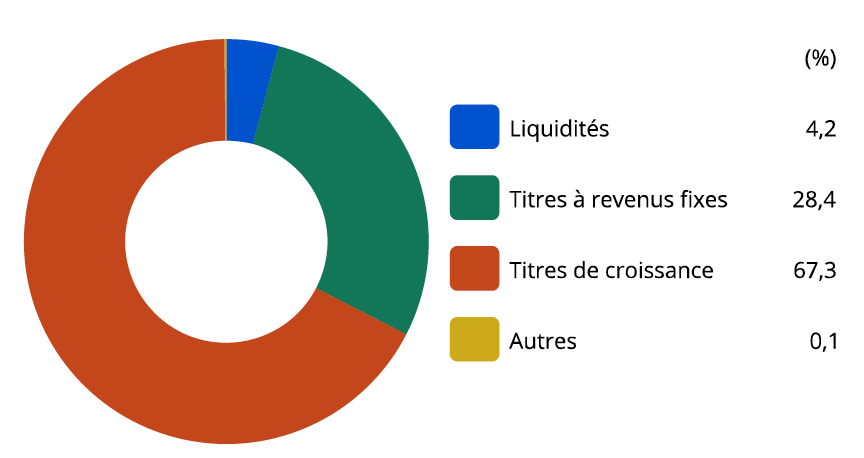 (%)
Liquidités 4,2
Titres à revenus fixes 28,4
Titres de croissance 67,3
Autres 0,1